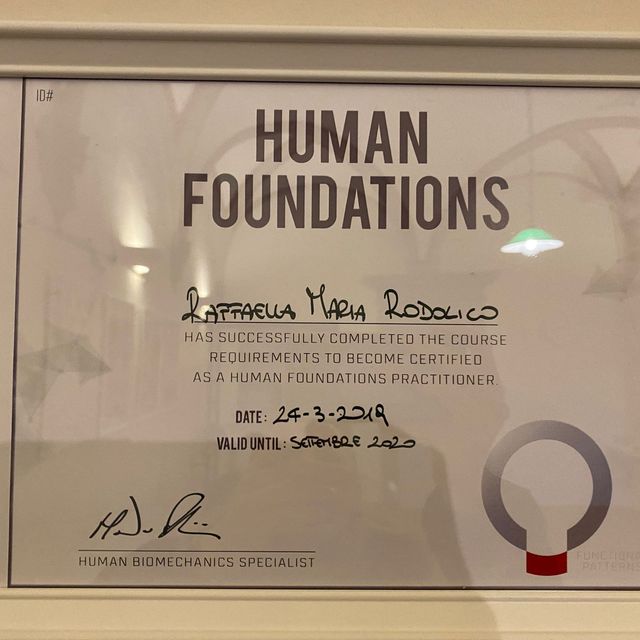 ID#
HUMAN
FOUNDATIONS
RAFFAELLA MARIA RODOLICO
HAS SUCCESSFULLY COMPLETED THE COURSE
REQUIREMENTS TO BECOME CERTIFIED
AS A HUMAN FOUNDATIONS PRACTITIONER.
DATE: 24-3-2019
VALID UNTIL: SETTEMBRE 2020
HUMAN BIOMECHANICS SPECIALIST
FUNCTIONAL
PATTERNS